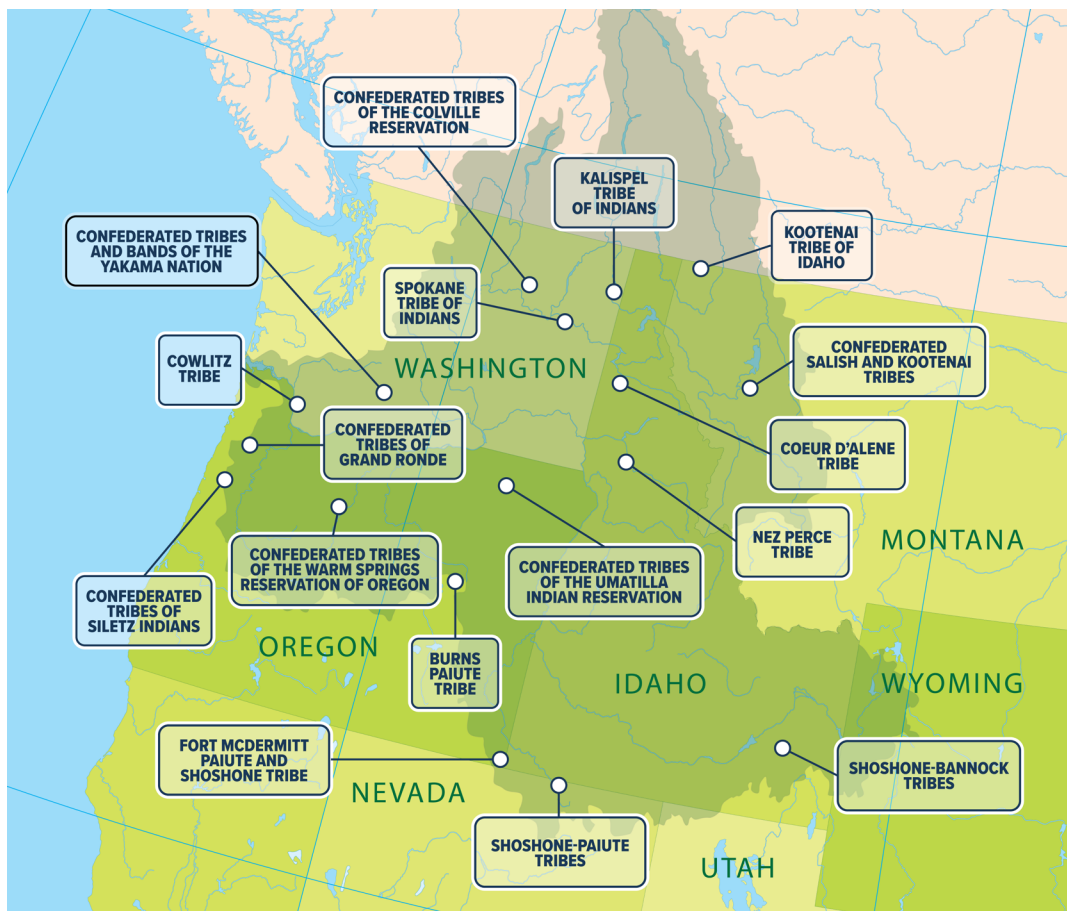 CONFEDERATED TRIBES
OF THE COLVILLE
RESERVATION
KALISPEL
TRIBE
OF INDIANS
KOOTENAI
TRIBE OF
IDAHO
CONFEDERATED TRIBES
AND BANDS OF THE
YAKAMA NATION
SPOKANE
TRIBE OF
INDIANS
WASHINGTON
CONFEDERATED
SALISH AND KOOTENAI
TRIBES
COWLITZ
TRIBE
CONFEDERATED
TRIBES OF
GRAND RONDE
COEUR D'ALENE
TRIBE
NEZ PERCE
TRIBE
MONTANA
CONFEDERATED TRIBES
OF THE WARM SPRINGS
RESERVATION OF OREGON
CONFEDERATED TRIBES
OF THE UMATILLA
INDIAN RESERVATION
CONFEDERATED
TRIBES OF
SILETZ INDIANS
OREGON
BURNS
PAIUTE
TRIBE
IDAHO
WYOMING
FORT MCDERMITT
PAIUTE AND
SHOSHONE TRIBE
NEVADA
SHOSHONE-BANNOCK
TRIBES
SHOSHONE-PAIUTE
TRIBES
UTAH